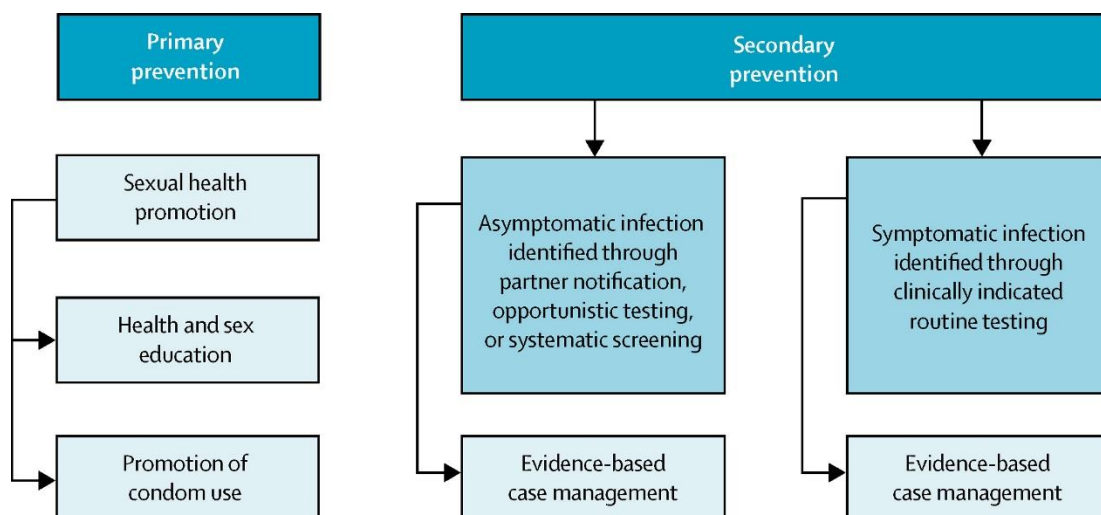 Primary
prevention
Sexual health
promotion
Health and sex
education
Promotion of
condom use
Secondary
prevention
Asymptomatic infection
identified through
partner notification,
opportunistic testing,
or systematic screening
Evidence-based
case management
Symptomatic infection
identified through
clinically indicated
routine testing
Evidence-based
case management